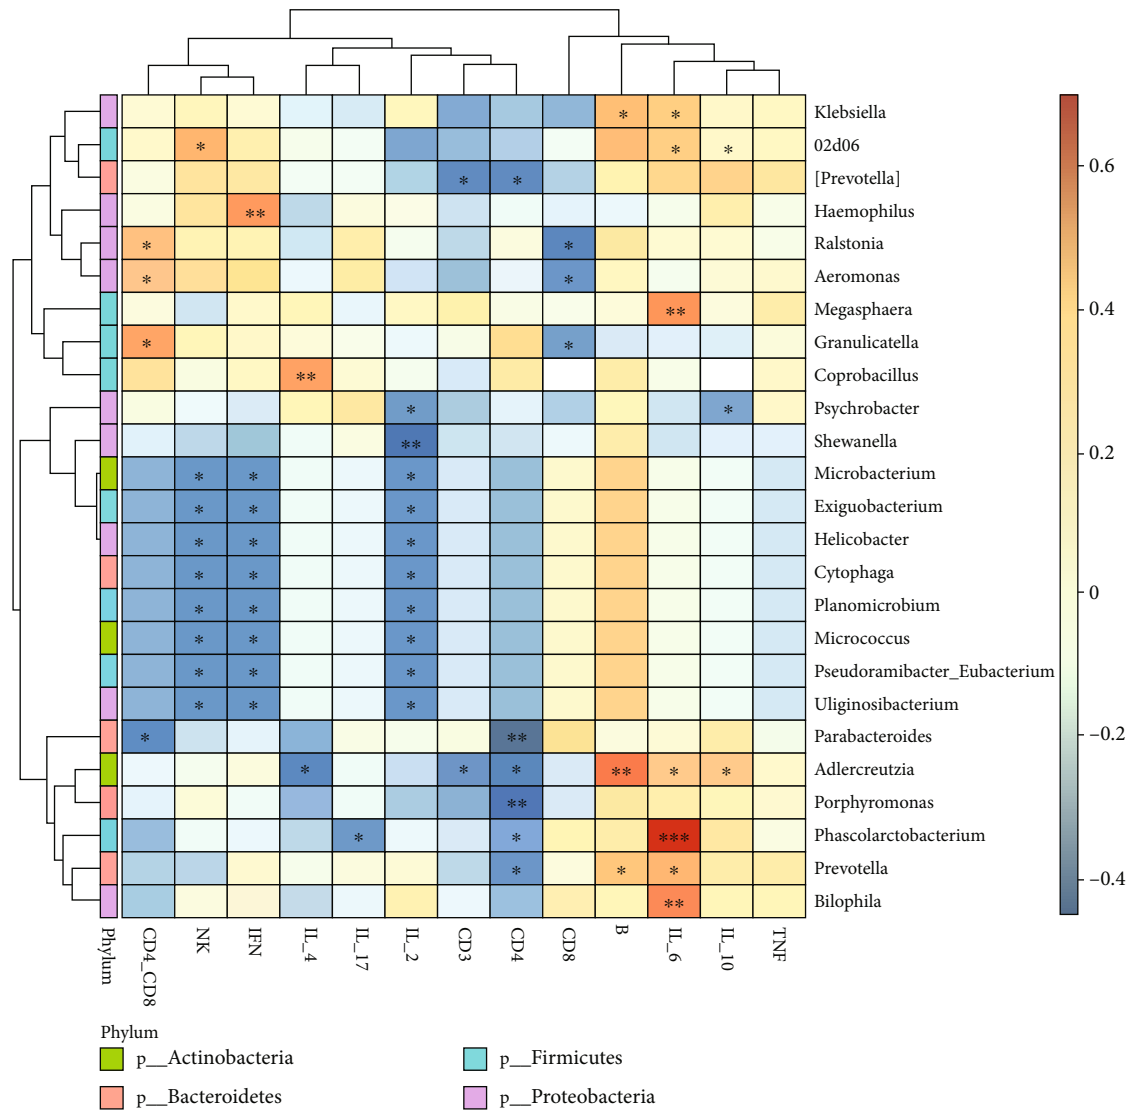 * * Klebsiella
* * * 02d06
* * [Prevotella]
** Haemophilus
* * Ralstonia
* * Aeromonas
** Megasphaera
* * Granulicatella
** Coprobacillus
* * Psychrobacter
** Shewanella
* * * Microbacterium
* * * Exiguobacterium
* * * Helicobacter
* * * Cytophaga
* * * Planomicrobium
* * * Micrococcus
* * * Pseudoramibacter_Eubacterium
* * * Uliginosibacterium
* ** Parabacteroides
* * * ** * * Adlercreutzia
** Porphyromonas
* * *** Phascolarctobacterium
* * * Prevotella
** Bilophila
0.6
0.4
0.2
0
–0.2
–0.4
Phylum
CD4_CD8
NK
IFN
IL_4
IL_17
IL_2
CD3
CD4
CD8
B
IL_6
IL_10
TNF
Phylum
p__Actinobacteria
p__Bacteroidetes
p__Firmicutes
p__Proteobacteria